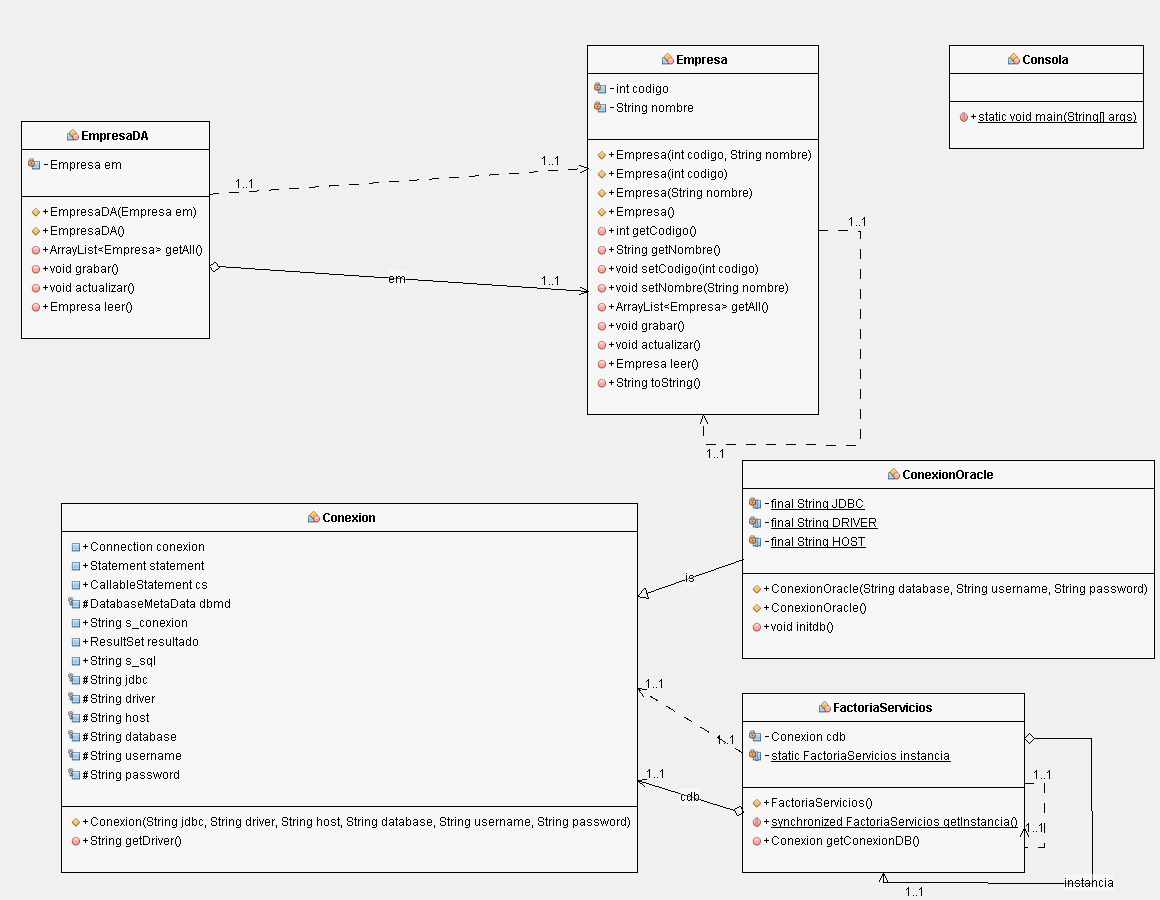 EmpresaDA
-Empresa em
+EmpresaDA(Empresa em)
+EmpresaDA()
+ArrayList<Empresa> getAll()
+void grabar()
+void actualizar()
+Empresa leer()
1..1
1..1
em
1..1
Empresa
-int codigo
-String nombre
+Empresa(int codigo, String nombre)
+Empresa(int codigo)
+Empresa(String nombre)
+Empresa()
+int getCodigo()
+String getNombre()
+void setCodigo(int codigo)
+void setNombre(String nombre)
+ArrayList<Empresa> getAll()
+void grabar()
+void actualizar()
+Empresa leer()
+String toString()
1..1
1..1
Consola
+static void main(String[] args)
Conexion
+Connection conexion
+Statement statement
+CallableStatement cs
#DatabaseMetaData dbmd
+String s_conexion
+ResultSet resultado
+String s_sql
#String jdbc
#String driver
#String host
#String database
#String username
#String password
+Conexion(String jdbc, String driver, String host, String database, String username, String password)
+String getDriver()
is
1..1
1..1
1..1
cdb
ConexionOracle
-final String JDBC
-final String DRIVER
-final String HOST
+ConexionOracle(String database, String username, String password)
+ConexionOracle()
+void initdb()
FactoriaServicios
-Conexion cdb
-static FactoriaServicios instancia
+FactoriaServicios()
+synchronized FactoriaServicios getInstancia()
+Conexion getConexionDB()
1..1
1..1
instancia
1..1